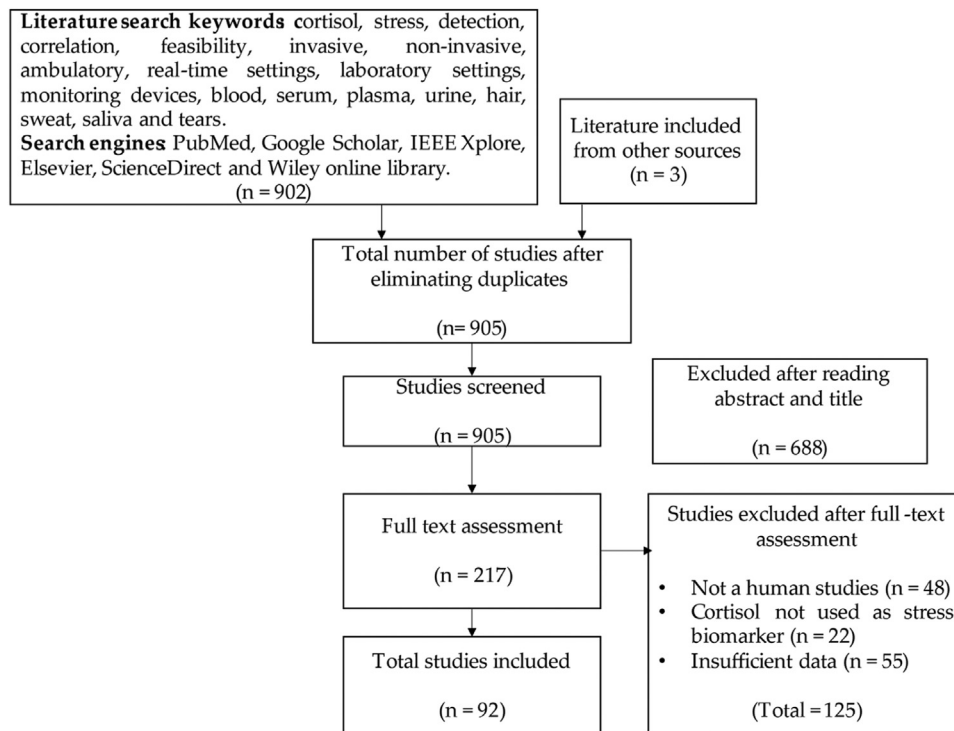 Literature search keywords: cortisol, stress, detection,
correlation, feasibility, invasive, non-invasive,
ambulatory, real-time settings, laboratory settings,
monitoring devices, blood, serum, plasma, urine, hair,
sweat, saliva and tears.
Search engines: PubMed, Google Scholar, IEEE Xplore,
Elsevier, ScienceDirect and Wiley online library.
(n = 902)
Literature included
from other sources
(n = 3)
Total number of studies after
eliminating duplicates
(n= 905)
Studies screened
(n = 905)
Excluded after reading
abstract and title
(n = 688)
Full text assessment
(n = 217)
Studies excluded after full -text
assessment
• Not a human studies (n = 48)
• Cortisol not used as stress
biomarker (n = 22)
• Insufficient data (n = 55)
(Total = 125)
Total studies included
(n = 92)